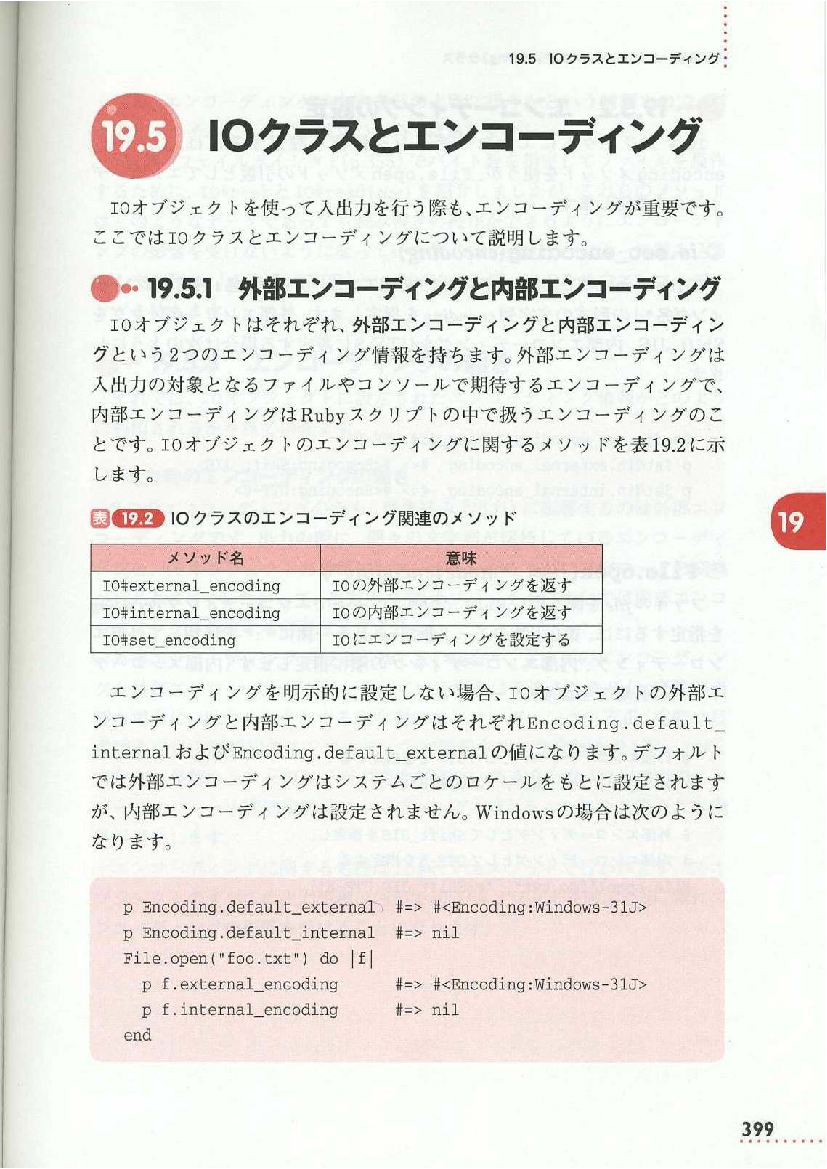 19.5 IOクラスとエンコーディング
19.5 IOクラスとエンコーディング
IOオブジェクトを使って入出力を行う際も、エンコーディングが重要です。
ここではIOクラスとエンコーディングについて説明します。
19.5.1 外部エンコーディングと内部エンコーディング
IOオブジェクトはそれぞれ、外部エンコーディングと内部エンコーディン
グという2つのエンコーディング情報を持ちます。外部エンコーディングは
入出力の対象となるファイルやコンソールで期待するエンコーディングで、
内部エンコーディングはRubyスクリプトの中で扱うエンコーディングのこ
とです。IOオブジェクトのエンコーディングに関するメソッドを表19.2に示
します。
表 19.2 IOクラスのエンコーディング関連のメソッド
メソッド名 意味
IO#external_encoding IOの外部エンコーディングを返す
IO#internal_encoding IOの内部エンコーディングを返す
IO#set_encoding IOにエンコーディングを設定する
19
エンコーディングを明示的に設定しない場合、IOオブジェクトの外部エ
ンコーディングと内部エンコーディングはそれぞれEncoding.default_
internalおよびEncoding.default_externalの値になります。デフォルト
では外部エンコーディングはシステムごとのロケールをもとに設定されます
が、内部エンコーディングは設定されません。Windowsの場合は次のように
なります。
p Encoding.default_external #=> #<Encoding:Windows-31J>
p Encoding.default_internal #=> nil
File.open("foo.txt") do |f|
p f.external_encoding #=> #<Encoding:Windows-31J>
p f.internal_encoding #=> nil
end
399